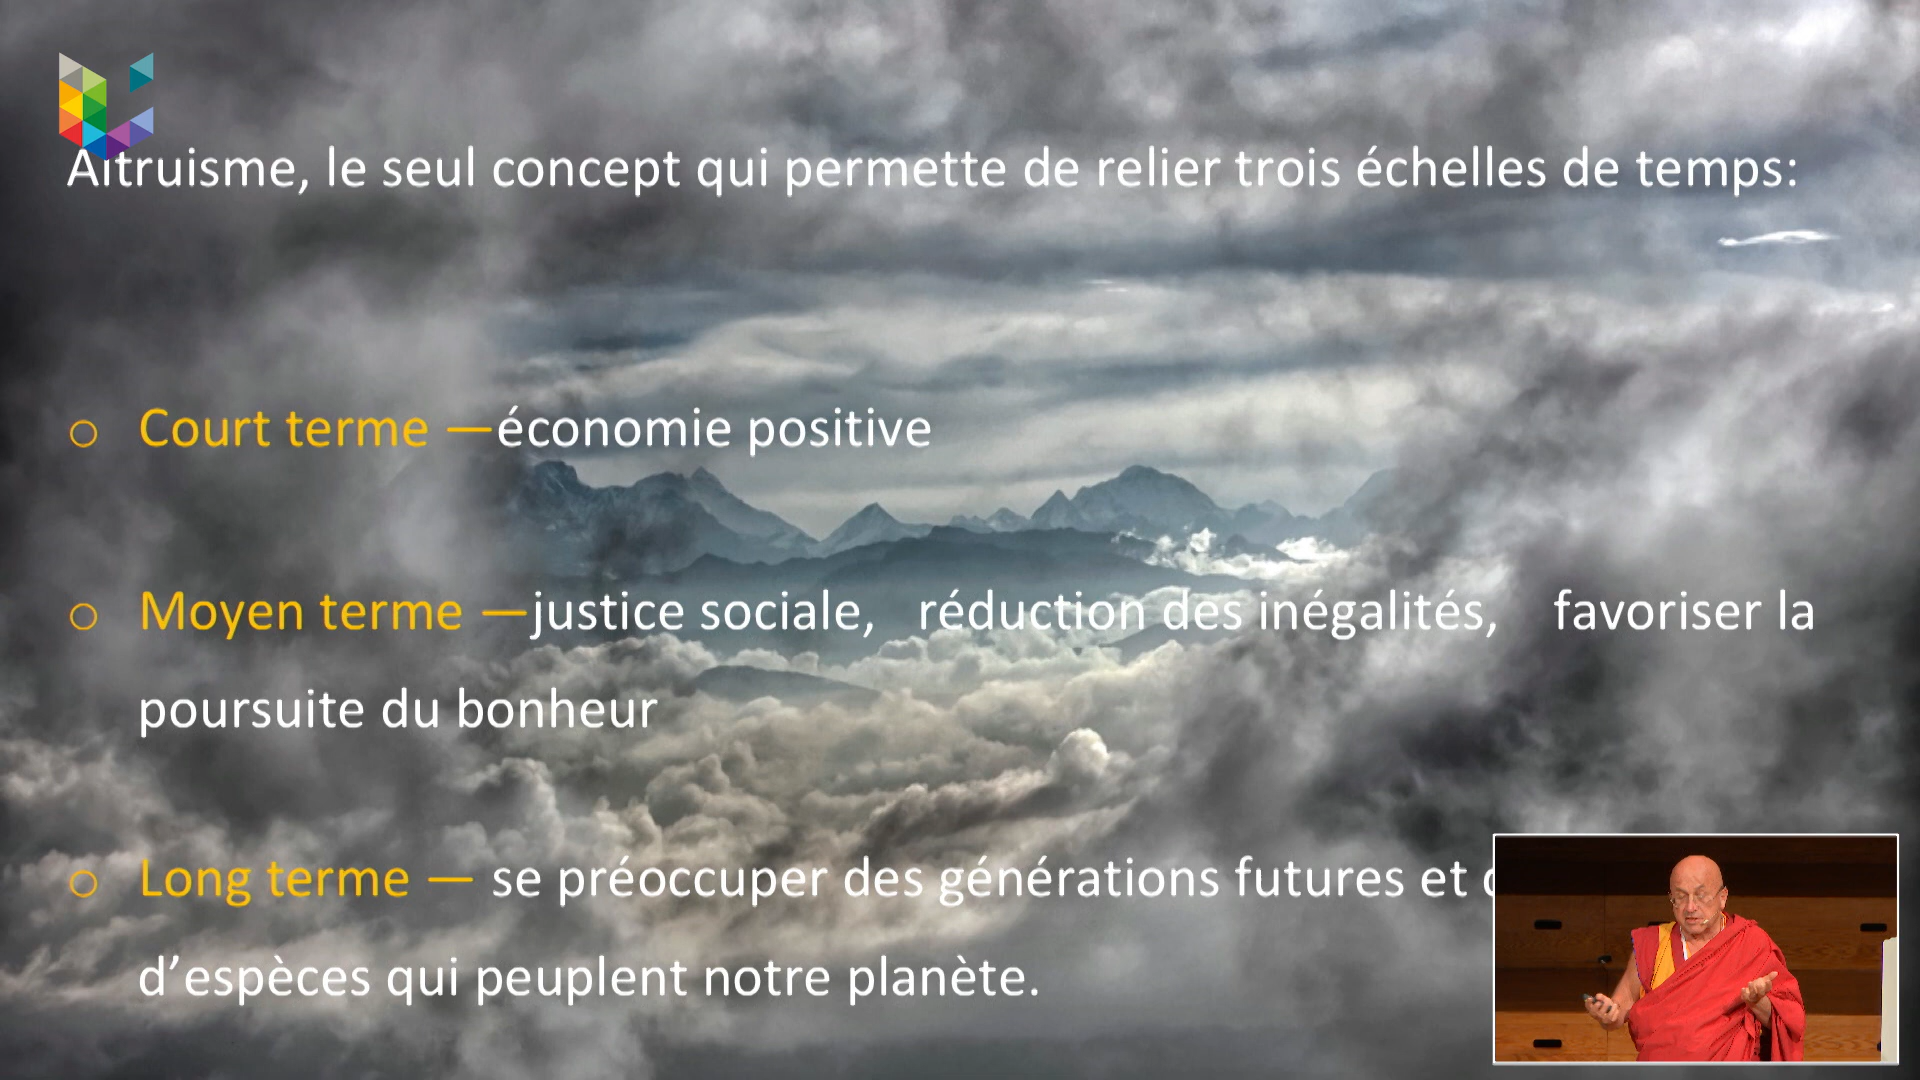 Altruisme, le seul concept qui permette de relier trois échelles de temps:
o Court terme —économie positive
o Moyen terme —justice sociale, réduction des inégalités, favoriser la
poursuite du bonheur
o Long terme — se préoccuper des générations futures et
d’espèces qui peuplent notre planète.